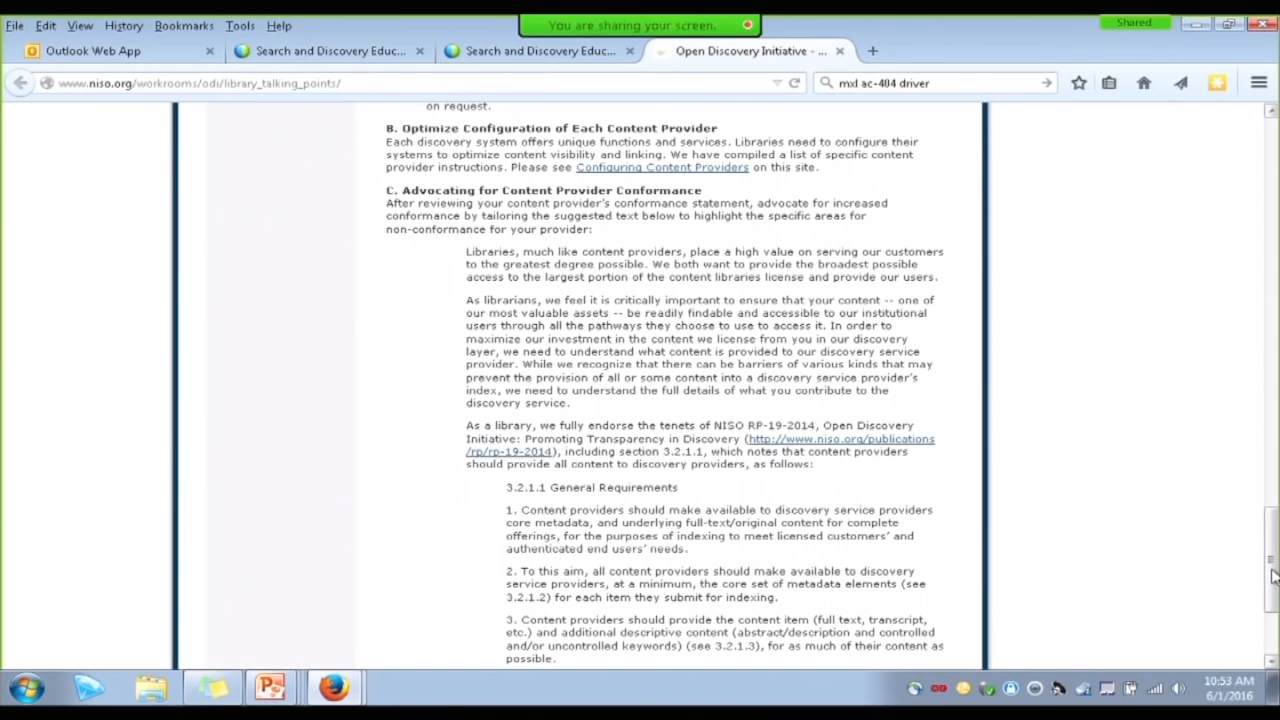 You are sharing your screen.
Shared
File Edit View History Bookmarks Tools Help
Outlook Web App
Search and Discovery Educ...
Search and Discovery Educ...
Open Discovery Initiative - ...
www.niso.org/workrooms/odi/library_talking_points/
mxl ac-404 driver
on request.
B. Optimize Configuration of Each Content Provider
Each discovery system offers unique functions and services. Libraries need to configure their
systems to optimize content visibility and linking. We have compiled a list of specific content
provider instructions. Please see Configuring Content Providers on this site.
C. Advocating for Content Provider Conformance
After reviewing your content provider's conformance statement, advocate for increased
conformance by tailoring the suggested text below to highlight the specific areas for
non-conformance for your provider:
Libraries, much like content providers, place a high value on serving our customers
to the greatest degree possible. We both want to provide the broadest possible
access to the largest portion of the content libraries license and provide our users.
As librarians, we feel it is critically important to ensure that your content -- one of
our most valuable assets -- be readily findable and accessible to our institutional
users through all the pathways they choose to use to access it. In order to
maximize our investment in the content we license from you in our discovery
layer, we need to understand what content is provided to our discovery service
provider. While we recognize that there can be barriers of various kinds that may
prevent the provision of all or some content into a discovery service provider's
index, we need to understand the full details of what you contribute to the
discovery service.
As a library, we fully endorse the tenets of NISO RP-19-2014, Open Discovery
Initiative: Promoting Transparency in Discovery (http://www.niso.org/publications
/rp/rp-19-2014), including section 3.2.1.1, which notes that content providers
should provide all content to discovery providers, as follows:
3.2.1.1 General Requirements
1. Content providers should make available to discovery service providers
core metadata, and underlying full-text/original content for complete
offerings, for the purposes of indexing to meet licensed customers' and
authenticated end users' needs.
2. To this aim, all content providers should make available to discovery
service providers, at a minimum, the core set of metadata elements (see
3.2.1.2) for each item they submit for indexing.
3. Content providers should provide the content item (full text, transcript,
etc.) and additional descriptive content (abstract/description and controlled
and/or uncontrolled keywords) (see 3.2.1.3), for as much of their content as
possible.
10:53 AM
6/1/2016